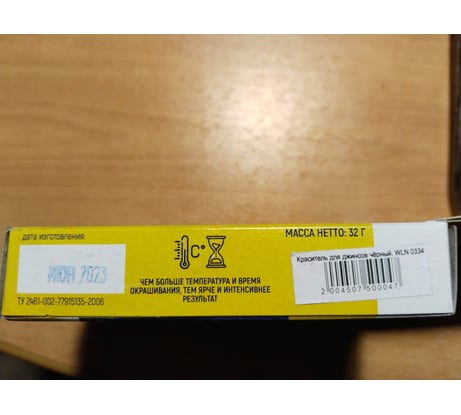 дата изготовления:
ИЮН 2023
ТУ 2461-002-77915135-2006
C°
ЧЕМ БОЛЬШЕ ТЕМПЕРАТУРА И ВРЕМЯ
ОКРАШИВАНИЯ, ТЕМ ЯРЧЕ И ИНТЕНСИВНЕЕ
РЕЗУЛЬТАТ
МАССА НЕТТО: 32 Г
Краситель для джинсов чёрный, WLN 0334
2 004507 500047